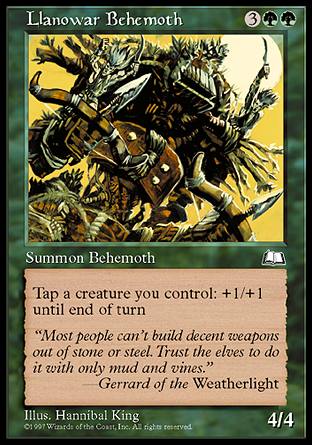 Llanowar Behemoth 3
Summon Behemoth
Tap a creature you control: +1/+1
until end of turn
“Most people can’t build decent weapons
out of stone or steel. Trust the elves to do
it with only mud and vines.”
—Gerrard of the Weatherlight
Illus. Hannibal King
©1997 Wizards of the Coast, Inc. All rights reserved.
4/4